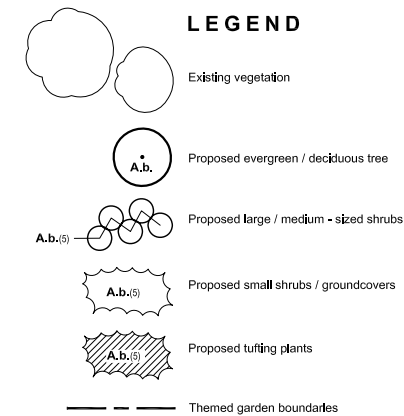 LEGEND
Existing vegetation
A.b.
Proposed evergreen / deciduous tree
A.b.(5)
Proposed large / medium - sized shrubs
A.b.(5)
Proposed small shrubs / groundcovers
A.b.(5)
Proposed tufting plants
Themed garden boundaries